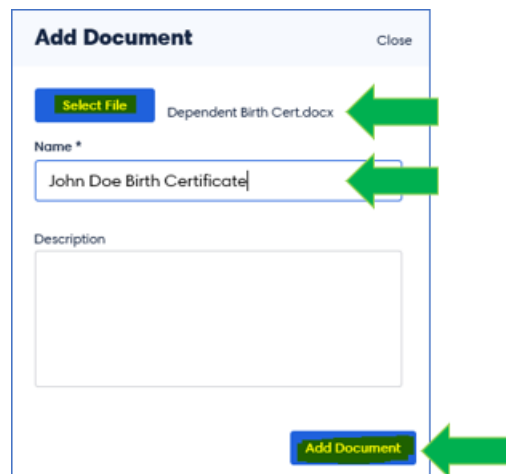 Add Document
Close
Select File
Dependent Birth Cert.docx
Name *
John Doe Birth Certificate
Description
Add Document